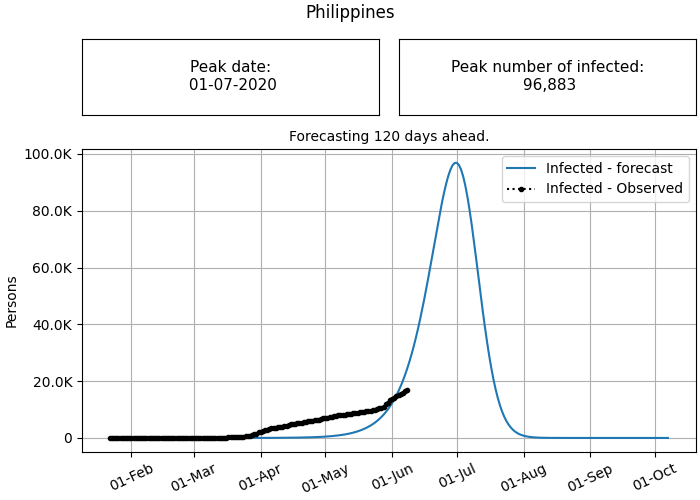 Philippines
Peak date:
01-07-2020
Peak number of infected:
96,883
Forecasting 120 days ahead.
100.0K
80.0K
60.0K
40.0K
20.0K
0
Persons
Infected - forecast
Infected - Observed
01-Feb
01-Mar
01-Apr
01-May
01-Jun
01-Jul
01-Aug
01-Sep
01-Oct